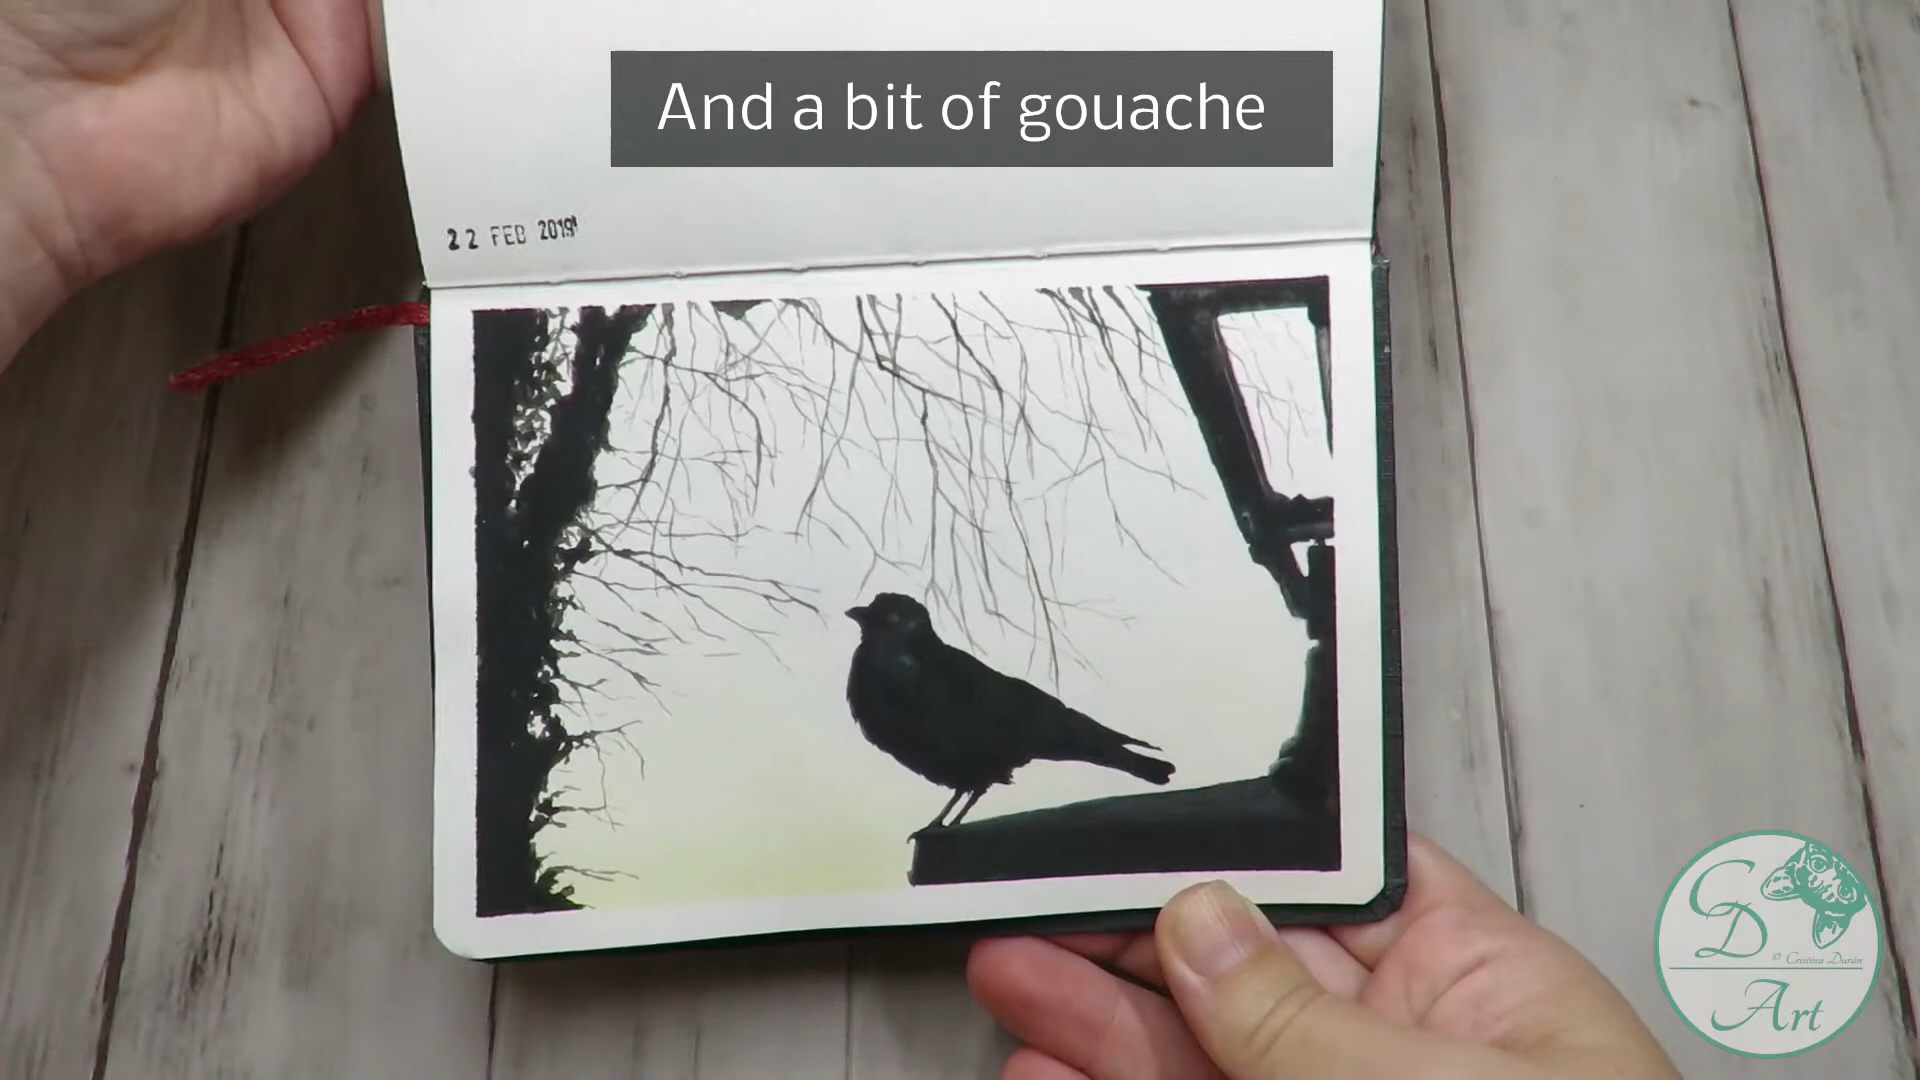 And a bit of gouache
22 FEB 2019
CD
© Cristina Durán
Art